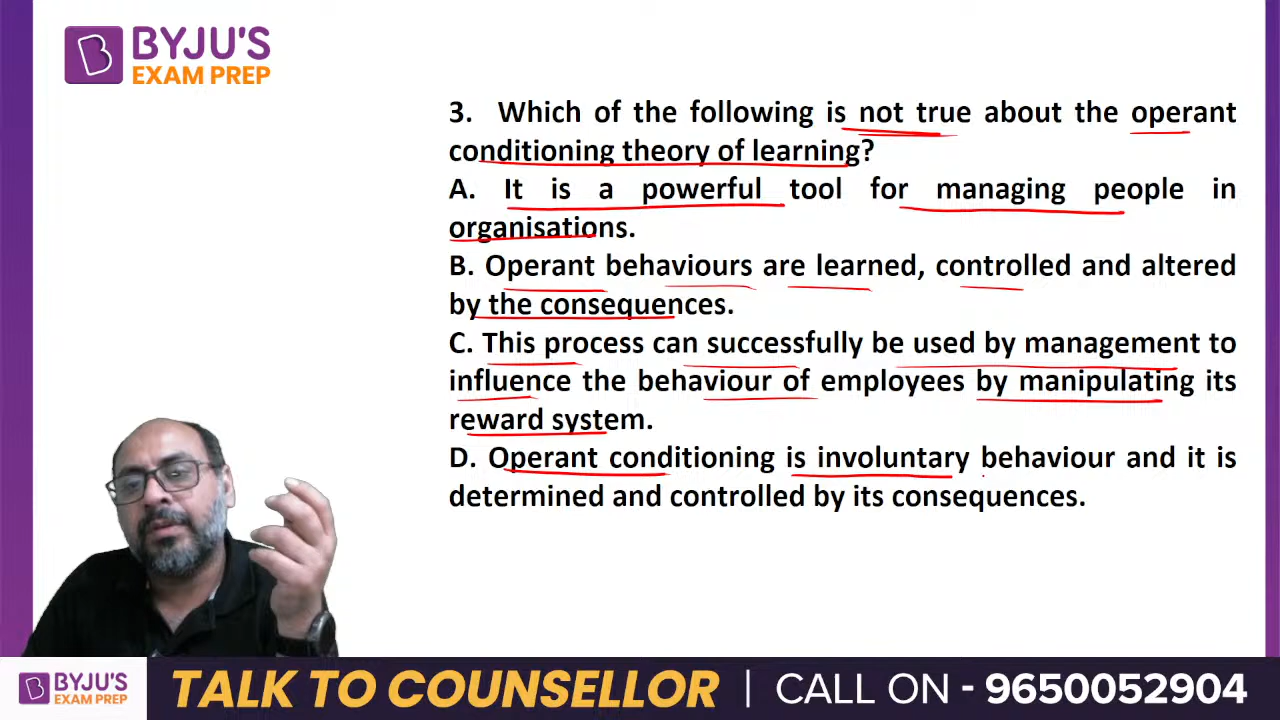 BYJU'S
EXAM PREP
3. Which of the following is not true about the operant
conditioning theory of learning?
A. It is a powerful tool for managing people in
organisations.
B. Operant behaviours are learned, controlled and altered
by the consequences.
C. This process can successfully be used by management to
influence the behaviour of employees by manipulating its
reward system.
D. Operant conditioning is involuntary behaviour and it is
determined and controlled by its consequences.
BYJU'S
EXAM PREP
TALK TO COUNSELLOR | CALL ON - 9650052904